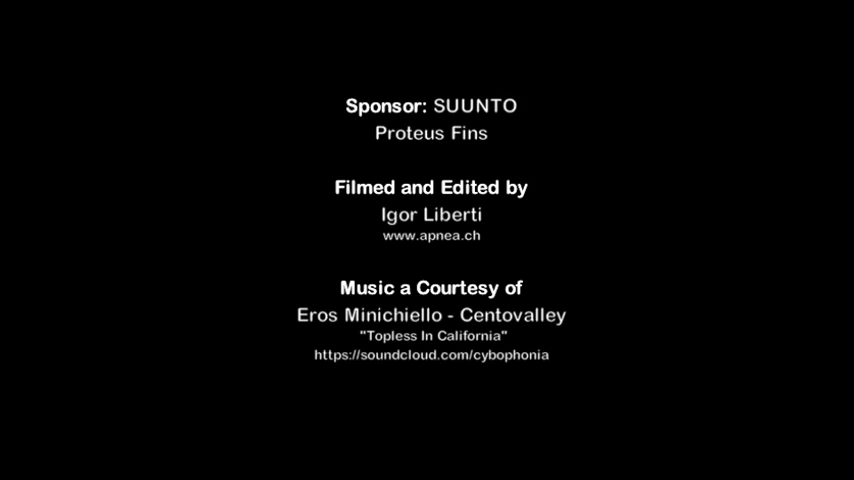 Sponsor: SUUNTO
Proteus Fins
Filmed and Edited by
Igor Liberti
www.apnea.ch
Music a Courtesy of
Eros Minichiello - Centovalley
"Topless In California"
https://soundcloud.com/cybophonia